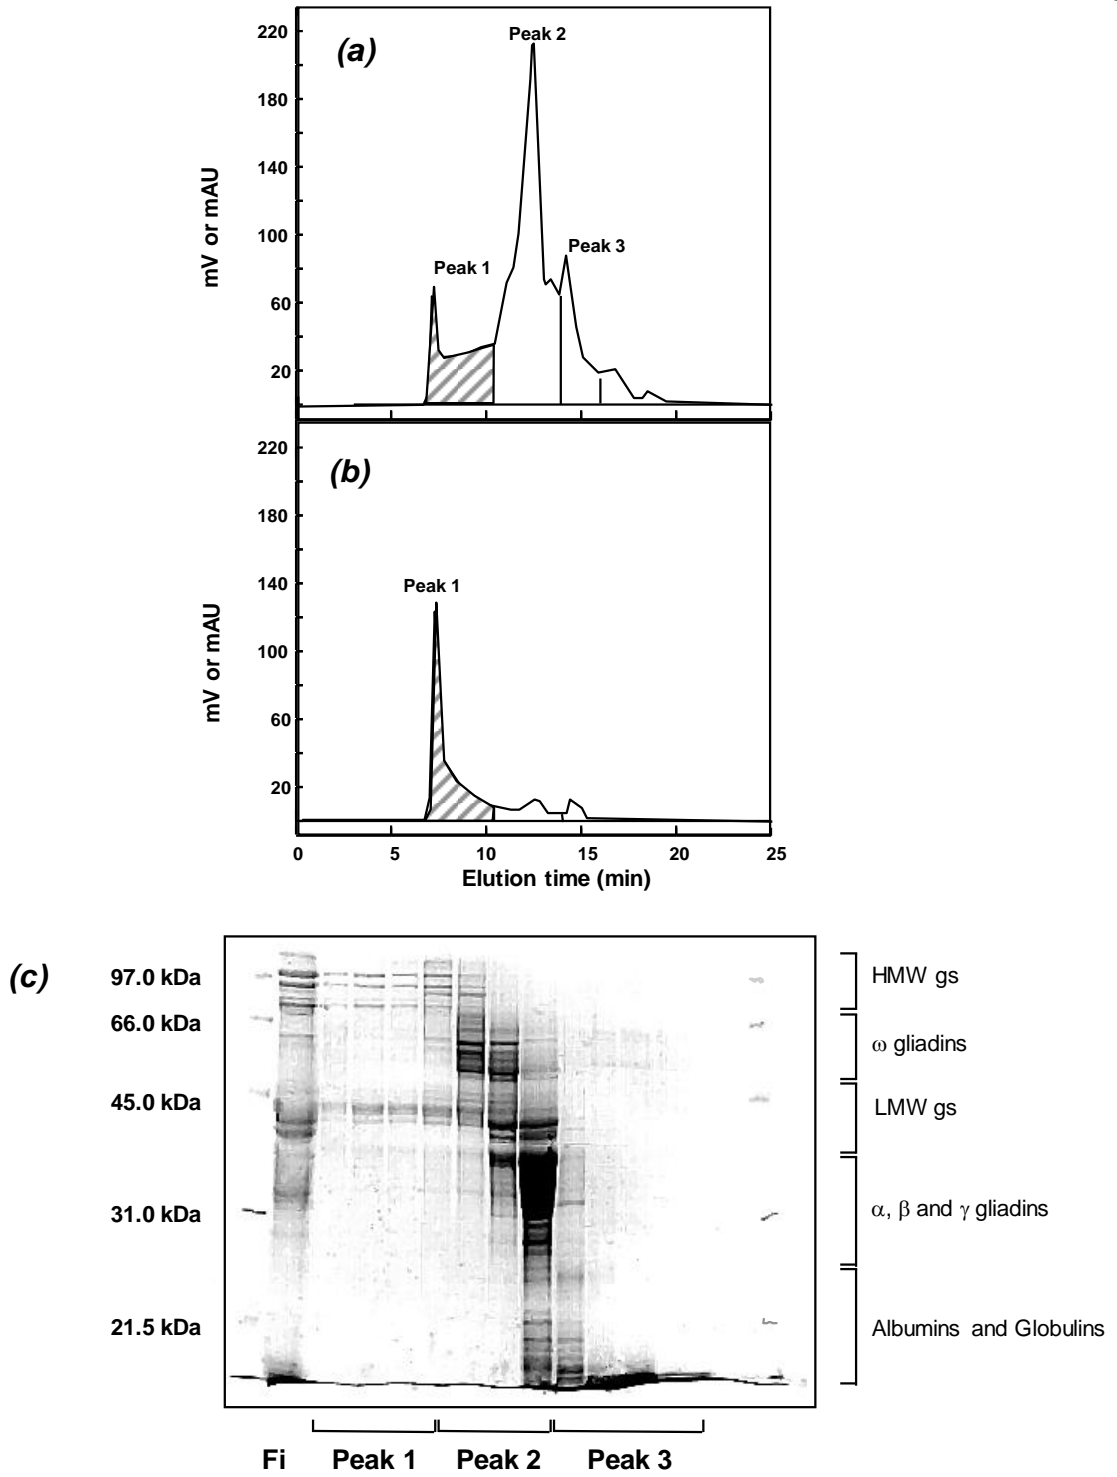 (a)
Peak 2
220
180
140
100
60
20
mV or mAU
Peak 1
Peak 3
(b)
220
180
140
100
60
20
mV or mAU
Peak 1
0 5 10 15 20 25
Elution time (min)
(c)
97.0 kDa
66.0 kDa
45.0 kDa
31.0 kDa
21.5 kDa
HMW gs
ω gliadins
LMW gs
α, β and γ gliadins
Albumins and Globulins
Fi Peak 1 Peak 2 Peak 3